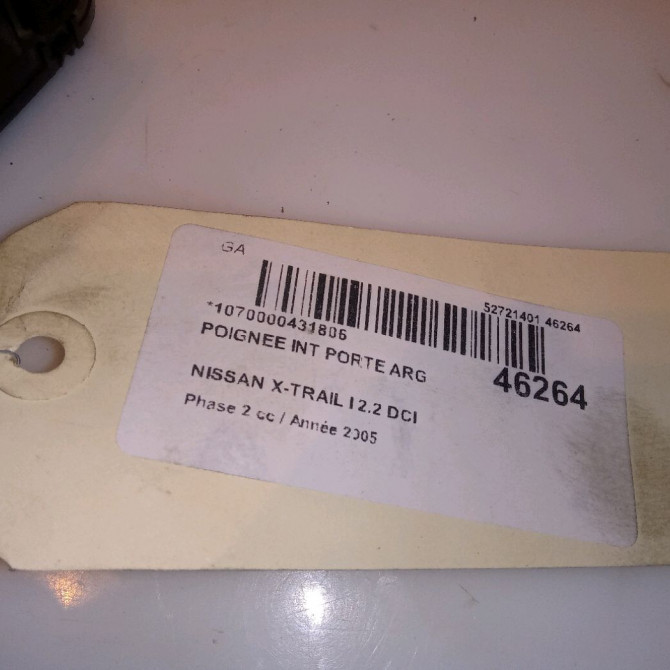 GA
52721401 46264
*1070000431806
POIGNEE INT PORTE ARG
46264
NISSAN X-TRAIL I 2.2 DCI
Phase 2 cc / Année 2005